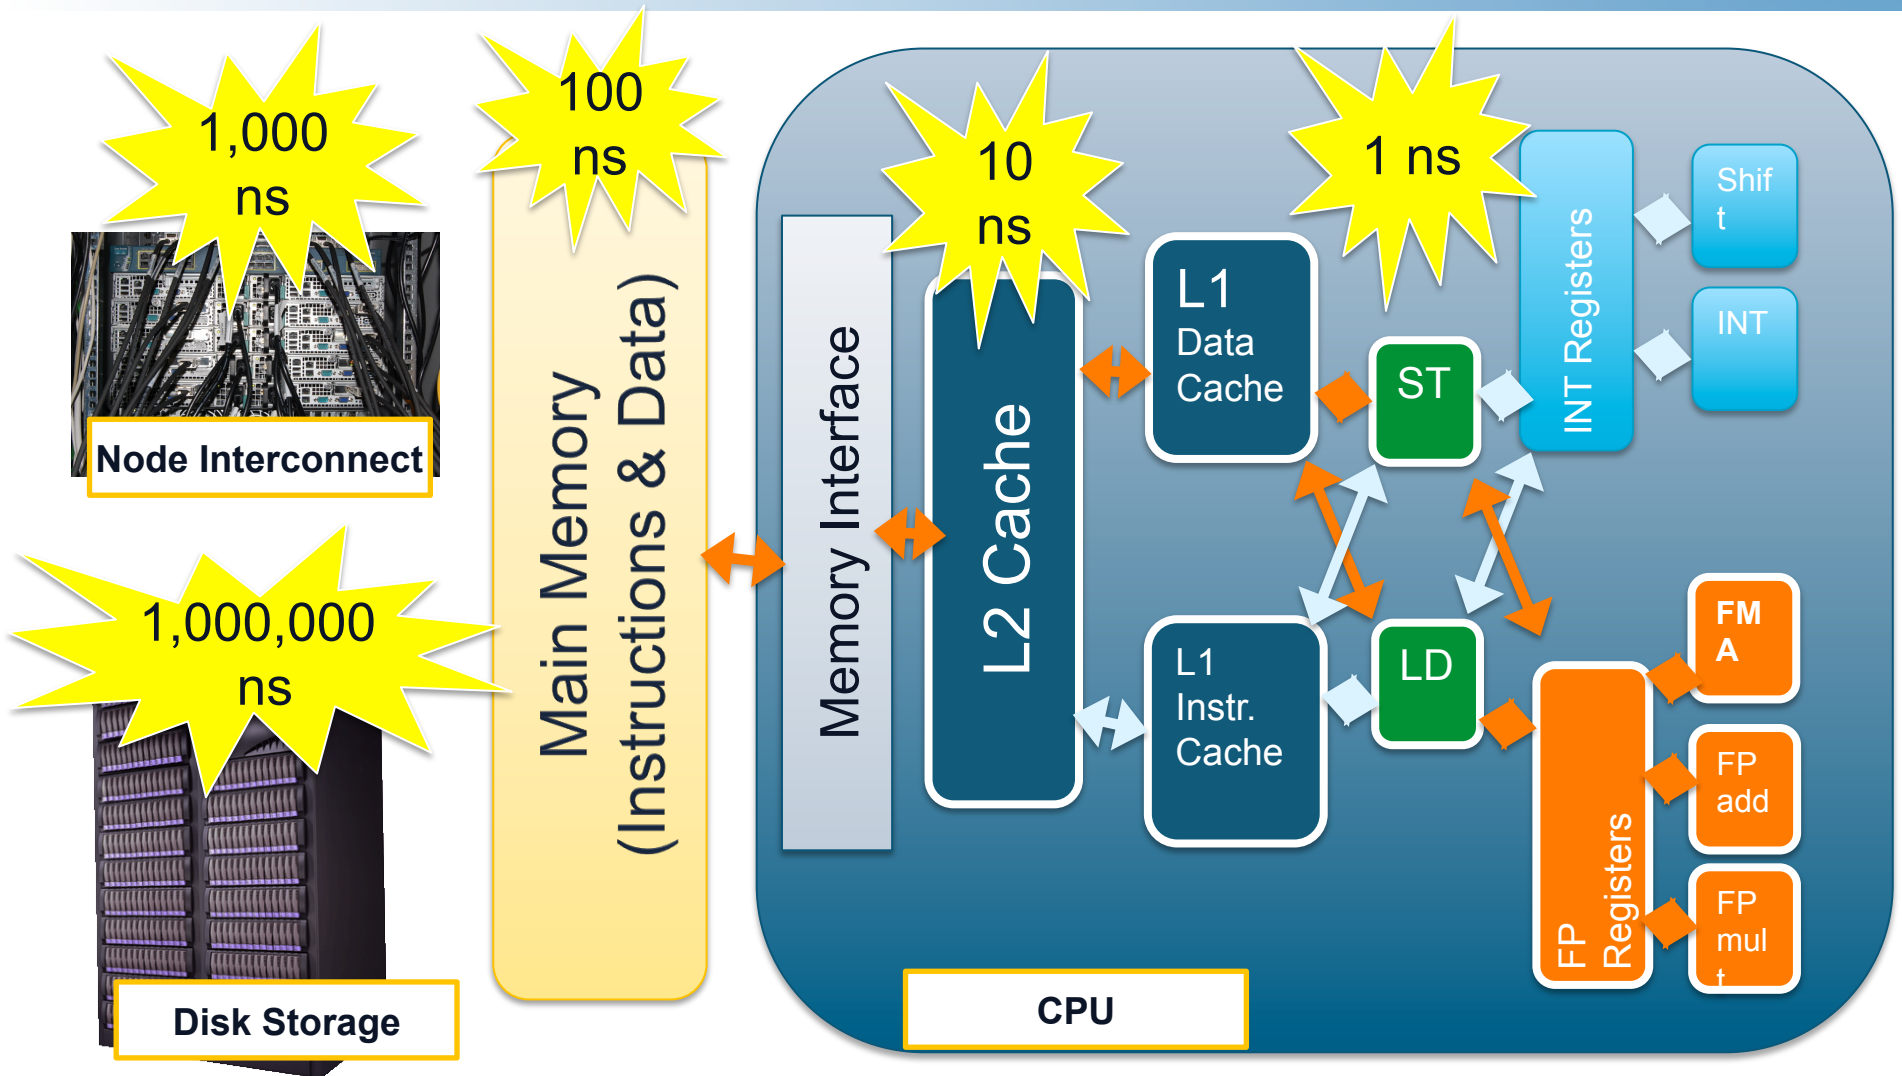 1,000
ns
Node Interconnect
1,000,000
ns
Disk Storage
100
ns
Main Memory
(Instructions & Data)
Memory Interface
10
ns
L2 Cache
L1
Data
Cache
L1
Instr.
Cache
1 ns
ST
LD
INT Registers
Shif
t
INT
FP
Registers
FM
A
FP
add
FP
mul
t
CPU